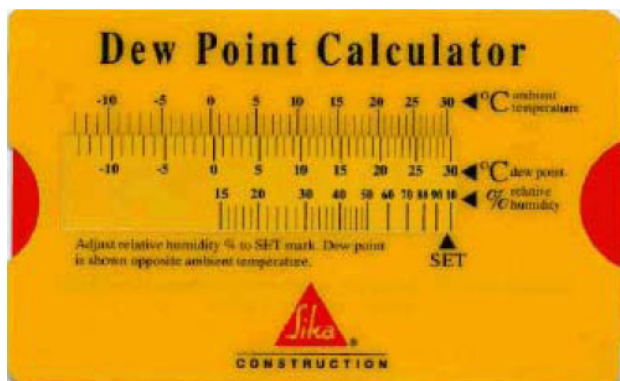 Dew Point Calculator
-10 -5 0 5 10 15 20 25 30 °C ambient temperature
-10 -5 0 5 10 15 20 25 30 °C dew point
15 20 30 40 50 60 70 80 90 10 % relative humidity
Adjust relative humidity % to SET mark. Dew point
is shown opposite ambient temperature.
SET
Sika ®
CONSTRUCTION